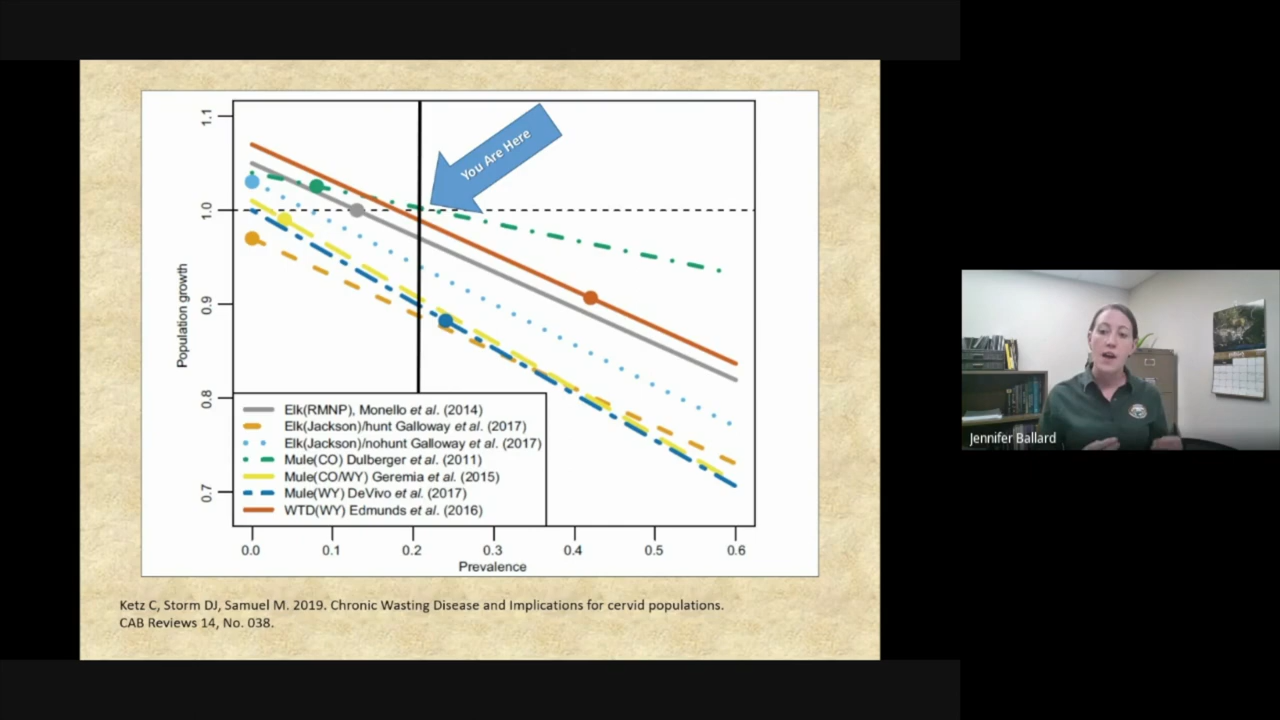 You Are Here
1.1
1.0
0.9
0.8
0.7
Population growth
Elk(RMNP), Monello et al. (2014)
Elk(Jackson)/hunt Galloway et al. (2017)
Elk(Jackson)/nohunt Galloway et al. (2017)
Mule(CO) Dulberger et al. (2011)
Mule(CO/WY) Geremia et al. (2015)
Mule(WY) DeVivo et al. (2017)
WTD(WY) Edmunds et al. (2016)
0.0 0.1 0.2 0.3 0.4 0.5 0.6
Prevalence
Ketz C, Storm DJ, Samuel M. 2019. Chronic Wasting Disease and Implications for cervid populations.
CAB Reviews 14, No. 038.
Jennifer Ballard